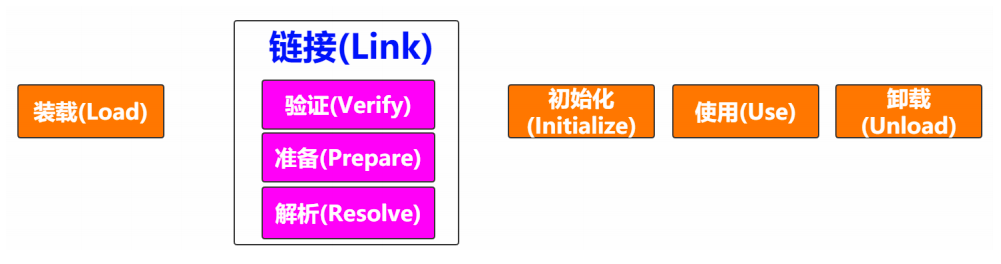 装载(Load)
链接(Link)
验证(Verify)
准备(Prepare)
解析(Resolve)
初始化
(Initialize)
使用(Use)
卸载
(Unload)